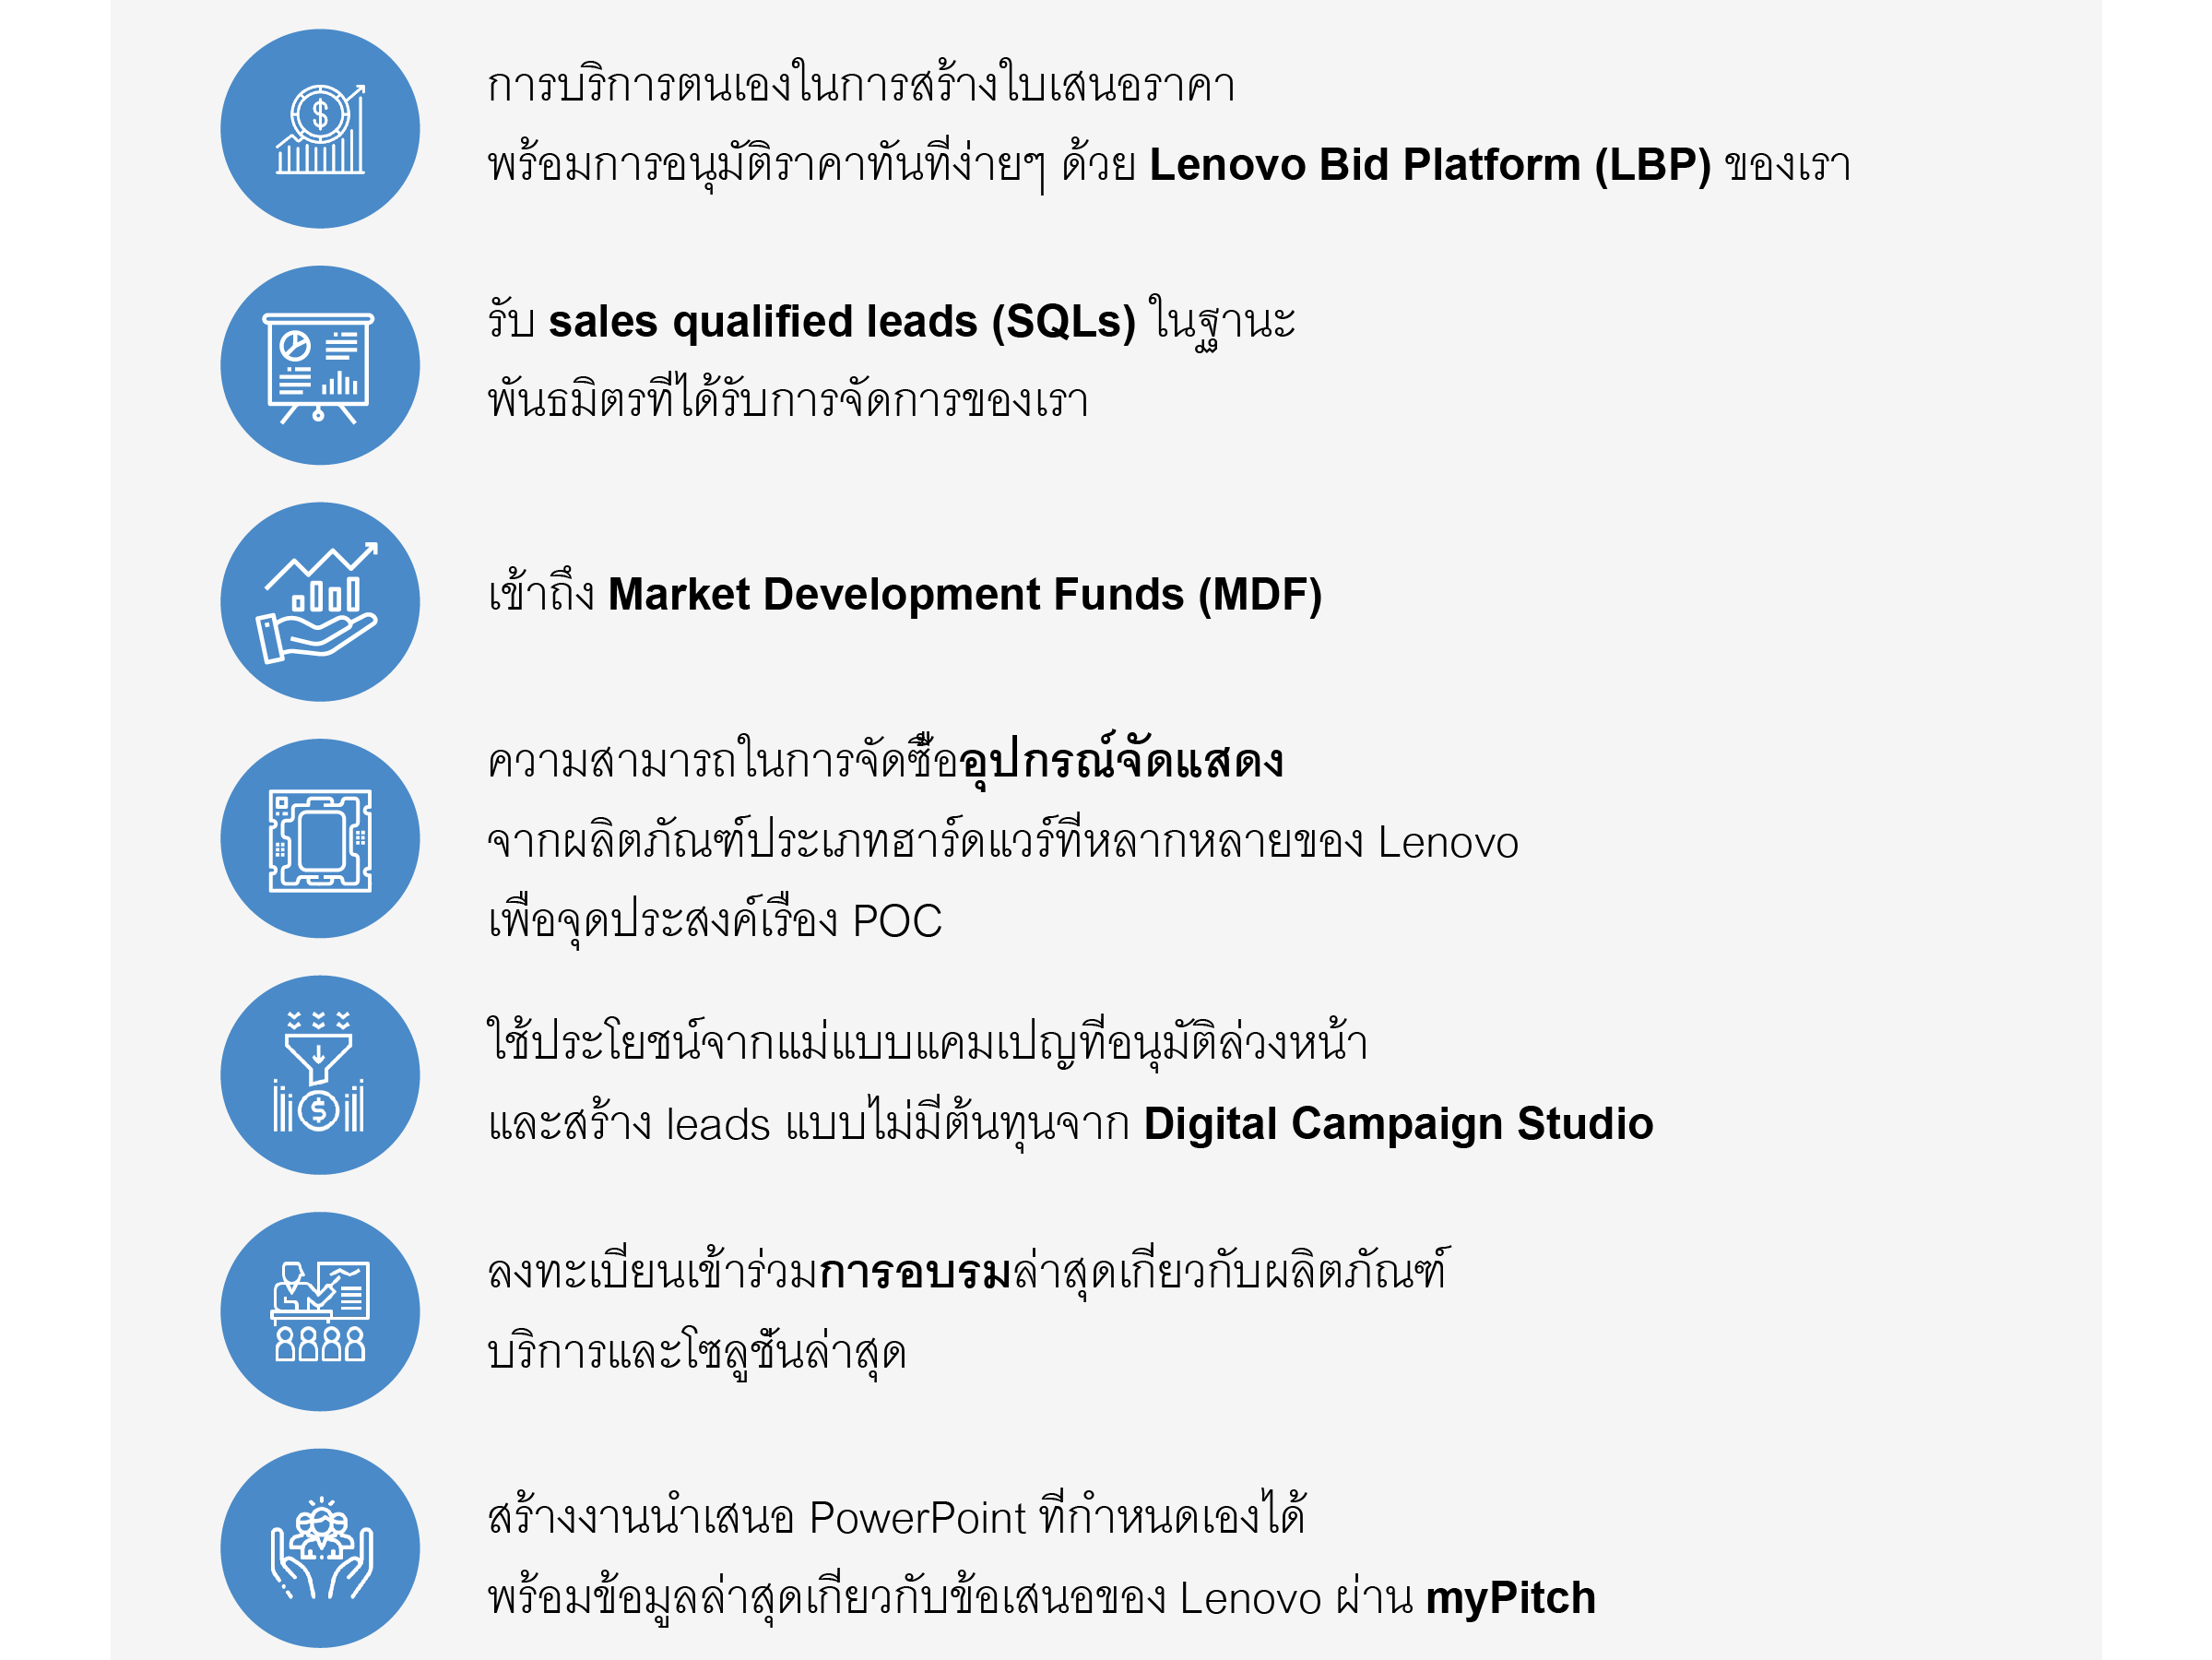 การบริการตนเองในการสร้างใบเสนอราคา
พร้อมการอนุมัติราคาทันทีง่ายๆ ด้วย Lenovo Bid Platform (LBP) ของเรา
รับ sales qualified leads (SQLs) ในฐานะ
พันธมิตรที่ได้รับการจัดการของเรา
เข้าถึง Market Development Funds (MDF)
ความสามารถในการจัดซื้ออุปกรณ์จัดแสดง
จากผลิตภัณฑ์ประเภทฮาร์ดแวร์ที่หลากหลายของ Lenovo
เพื่อจุดประสงค์เรื่อง POC
ใช้ประโยชน์จากแม่แบบแคมเปญที่อนุมัติล่วงหน้า
และสร้าง leads แบบไม่มีต้นทุนจาก Digital Campaign Studio
ลงทะเบียนเข้าร่วมการอบรมล่าสุดเกี่ยวกับผลิตภัณฑ์
บริการและโซลูชั่นล่าสุด
สร้างงานนำเสนอ PowerPoint ที่กำหนดเองได้
พร้อมข้อมูลล่าสุดเกี่ยวกับข้อเสนอของ Lenovo ผ่าน myPitch